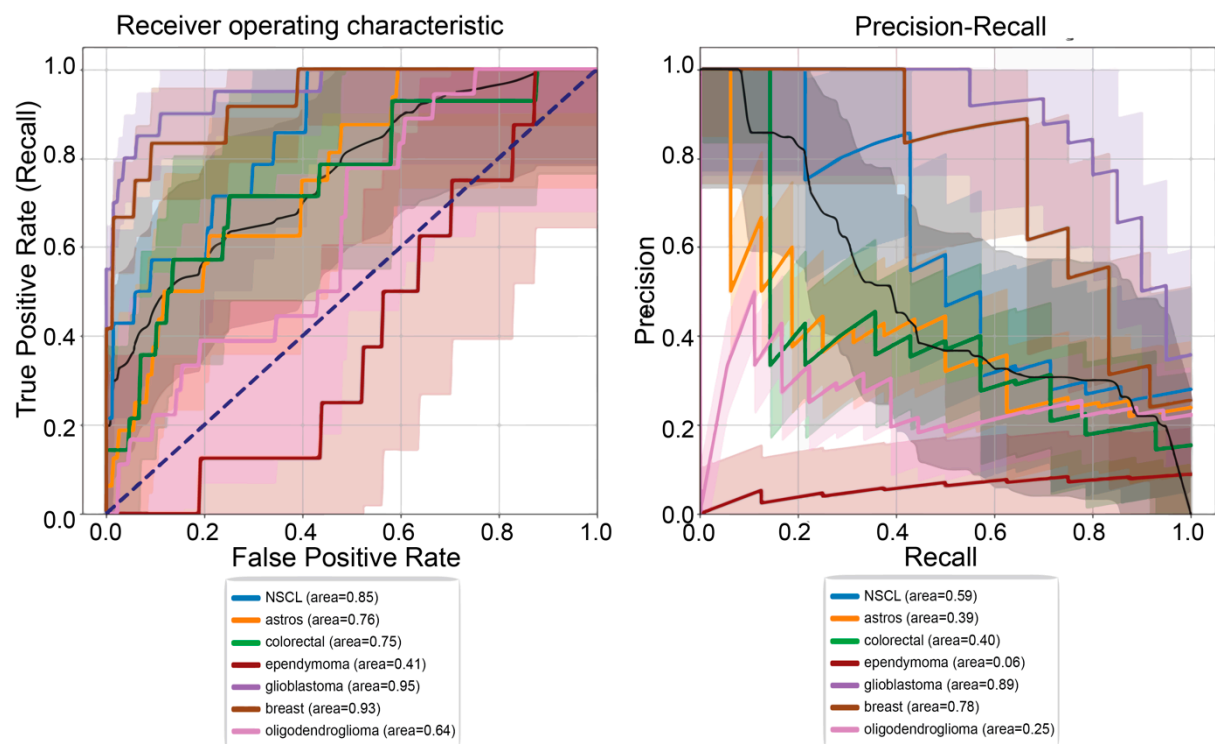 Receiver operating characteristic
True Positive Rate (Recall)
1.0
0.8
0.6
0.4
0.2
0.0
0.0 0.2 0.4 0.6 0.8 1.0
False Positive Rate
NSCL (area=0.85)
astros (area=0.76)
colorectal (area=0.75)
ependymoma (area=0.41)
glioblastoma (area=0.95)
breast (area=0.93)
oligodendroglioma (area=0.64)
Precision-Recall
Precision
1.0
0.8
0.6
0.4
0.2
0.0
0.0 0.2 0.4 0.6 0.8 1.0
Recall
NSCL (area=0.59)
astros (area=0.39)
colorectal (area=0.40)
ependymoma (area=0.06)
glioblastoma (area=0.89)
breast (area=0.78)
oligodendroglioma (area=0.25)